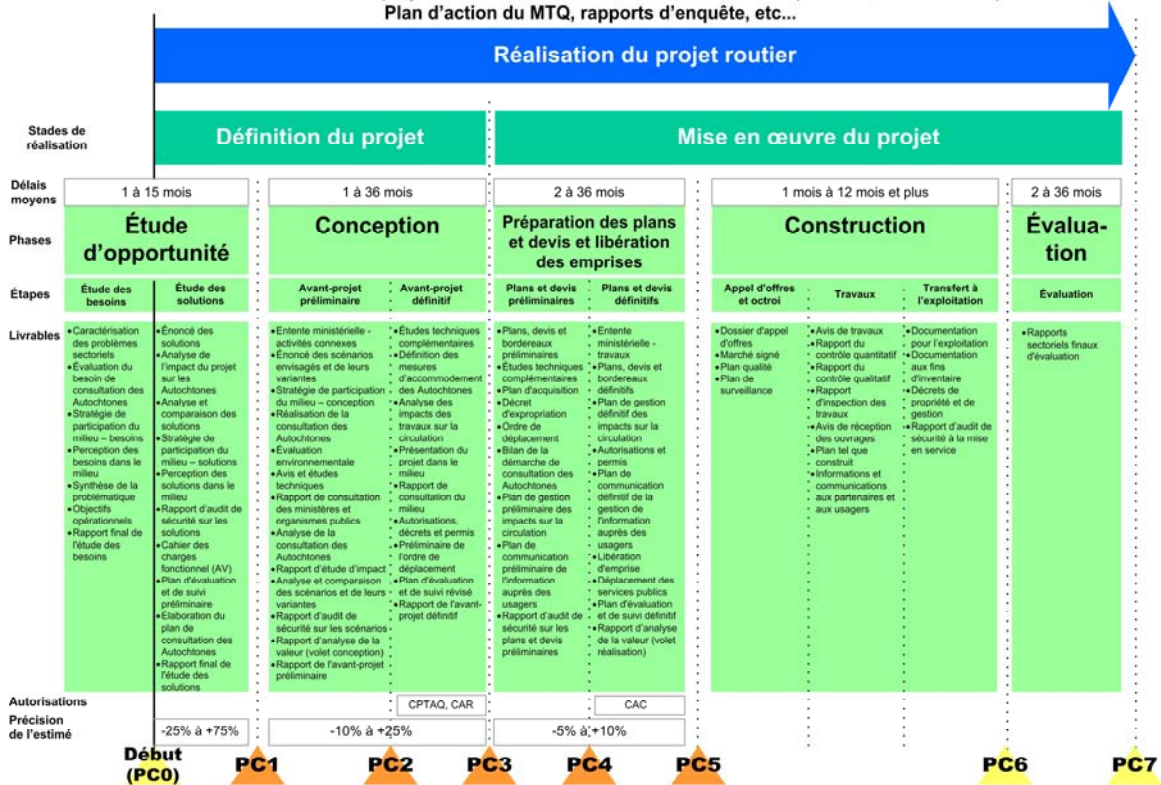 Plan d'action du MTQ, rapports d'enquête, etc...
Réalisation du projet routier
Stades de
réalisation
Définition du projet
Mise en œuvre du projet
Délais
moyens
1 à 15 mois
1 à 36 mois
2 à 36 mois
1 mois à 12 mois et plus
2 à 36 mois
Phases
Étude
d'opportunité
Conception
Préparation des plans
et devis et libération
des emprises
Construction
Évalua-
tion
Étapes
Étude des
besoins
Étude des
solutions
Avant-projet
préliminaire
Avant-projet
définitif
Plans et devis
préliminaires
Plans et devis
définitifs
Appel d'offres
et octroi
Travaux
Transfert à
l'exploitation
Évaluation
Livrables
•Caractérisation
des problèmes
sectoriels
•Évaluation du
besoin de
consultation des
Autochtones
•Stratégie de
participation du
milieu – besoins
•Perception des
besoins dans le
milieu
•Synthèse de la
problématique
•Objectifs
opérationnels
•Rapport final de
l'étude des
besoins
•Énoncé des
solutions
•Analyse de
l'impact du projet
sur les
Autochtones
•Analyse et
comparaison des
solutions
•Stratégie de
participation du
milieu – solutions
•Perception des
solutions dans le
milieu
•Rapport d'audit de
sécurité sur les
solutions
•Cahier des
charges
fonctionnel (AV)
•Plan d'évaluation
et de suivi
préliminaire
•Élaboration du
plan de
consultation des
Autochtones
•Rapport final de
l'étude des
solutions
•Entente ministérielle -
activités connexes
•Énoncé des scénarios
envisagés et de leurs
variantes
•Stratégie de participation
du milieu – conception
•Réalisation de la
consultation des
Autochtones
•Évaluation
environnementale
•Avis et études
techniques
•Rapport de consultation
des ministères et
organismes publics
•Analyse de la
consultation des
Autochtones
•Rapport d'étude d'impact
•Analyse et comparaison
des scénarios et de leurs
variantes
•Rapport d'audit de
sécurité sur les scénarios
•Rapport d'analyse de la
valeur (volet conception)
•Rapport de l'avant-projet
préliminaire
•Études techniques
complémentaires
•Définition des
mesures
d'accommodement
des Autochtones
•Analyse des
impacts des
travaux sur la
circulation
•Présentation du
projet dans le
milieu
•Rapport de
consultation du
milieu
•Autorisations,
décrets et permis
•Préliminaire de
l'ordre de
déplacement
•Plan d'évaluation
et de suivi révisé
•Rapport de l'avant-
projet définitif
•Plans, devis et
bordereaux
préliminaires
•Études techniques
complémentaires
•Plan d'acquisition
•Décret
d'expropriation
•Ordre de
déplacement
•Bilan de la
démarche de
consultation des
Autochtones
•Plan de gestion
préliminaire des
impacts sur la
circulation
•Plan de
communication
préliminaire de
l'information
auprès des
usagers
•Rapport d'audit de
sécurité sur les
plans et devis
préliminaires
•Entente
ministérielle -
travaux
•Plans, devis et
bordereaux
définitifs
•Plan de gestion
définitif des
impacts sur la
circulation
•Autorisations et
permis
•Plan de
communication
définitif de la
gestion de
l'information
auprès des
usagers
•Libération
d'emprise
•Déplacement des
services publics
•Plan d'évaluation
et de suivi définitif
•Rapport d'analyse
de la valeur (volet
réalisation)
•Dossier d'appel
d'offres
•Marché signé
•Plan qualité
•Plan de
surveillance
•Avis de travaux
•Rapport du
contrôle quantitatif
•Rapport du
contrôle qualitatif
•Rapport
d'inspection des
travaux
•Avis de réception
des ouvrages
•Plan tel que
construit
•Informations et
communications
aux partenaires et
aux usagers
•Documentation
pour l'exploitation
•Documentation
aux fins
d'inventaire
•Décrets de
propriété et de
gestion
•Rapport d'audit de
sécurité à la mise
en service
•Rapports
sectoriels finaux
d'évaluation
Autorisations
CPTAQ, CAR
CAC
Précision
de l'estimé
-25% à +75%
-10% à +25%
-5% à +10%
Début
(PC0)
PC1
PC2
PC3
PC4
PC5
PC6
PC7